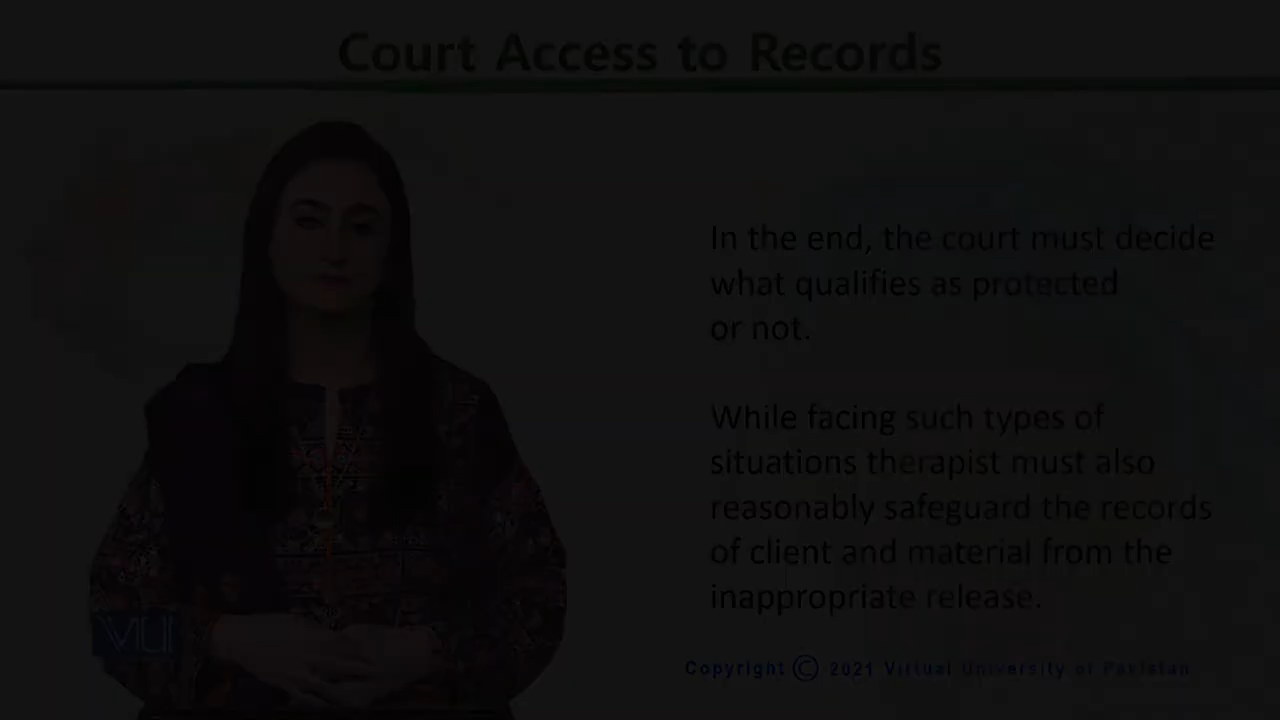 Court Access to Records
In the end, the court must decide
what qualifies as protected
or not.
While facing such types of
situations therapist must also
reasonably safeguard the records
of client and material from the
inappropriate release.
VU
Copyright © 2021 Virtual University of Pakistan